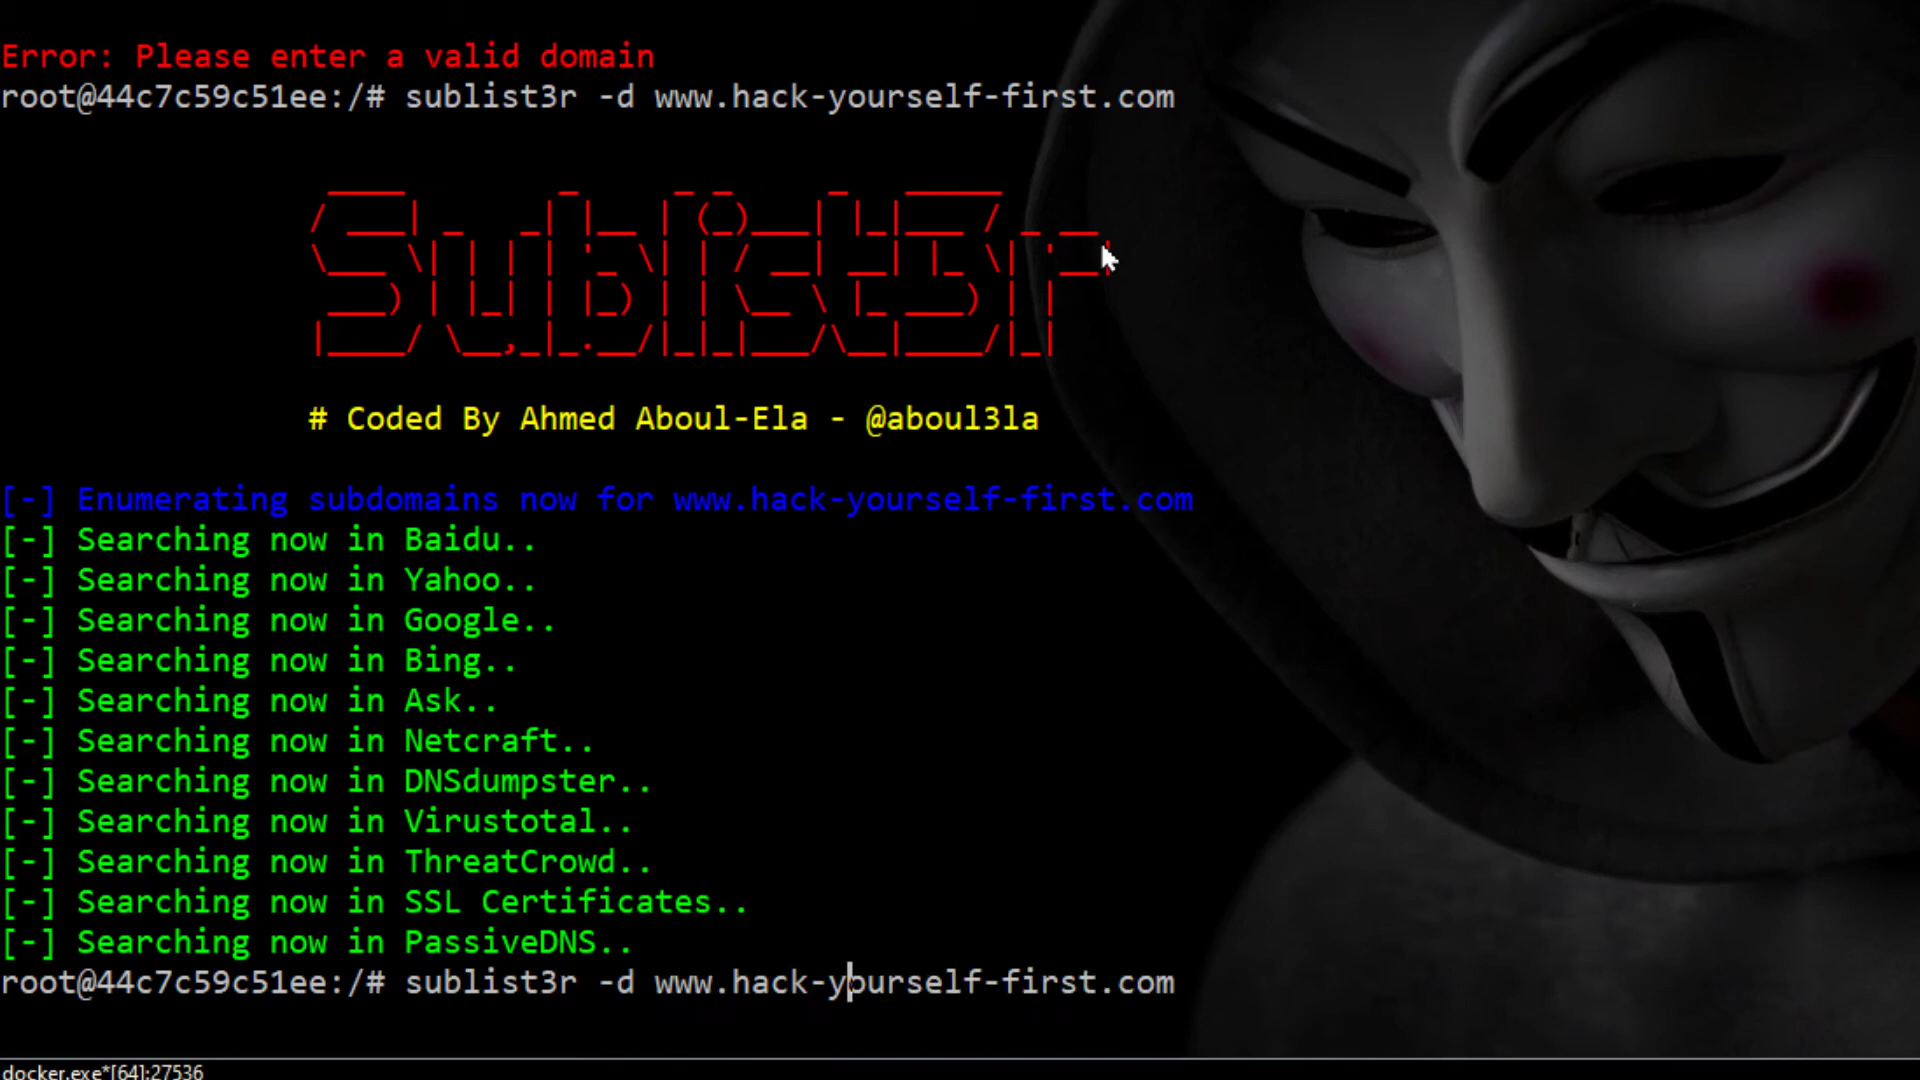 Error: Please enter a valid domain
root@44c7c59c51ee:/# sublist3r -d www.hack-yourself-first.com
Sublist3r
# Coded By Ahmed Aboul-Ela - @aboul3la
[-] Enumerating subdomains now for www.hack-yourself-first.com
[-] Searching now in Baidu..
[-] Searching now in Yahoo..
[-] Searching now in Google..
[-] Searching now in Bing..
[-] Searching now in Ask..
[-] Searching now in Netcraft..
[-] Searching now in DNSdumpster..
[-] Searching now in Virustotal..
[-] Searching now in ThreatCrowd..
[-] Searching now in SSL Certificates..
[-] Searching now in PassiveDNS..
root@44c7c59c51ee:/# sublist3r -d www.hack-yourself-first.com
docker.exe*[64]:27536